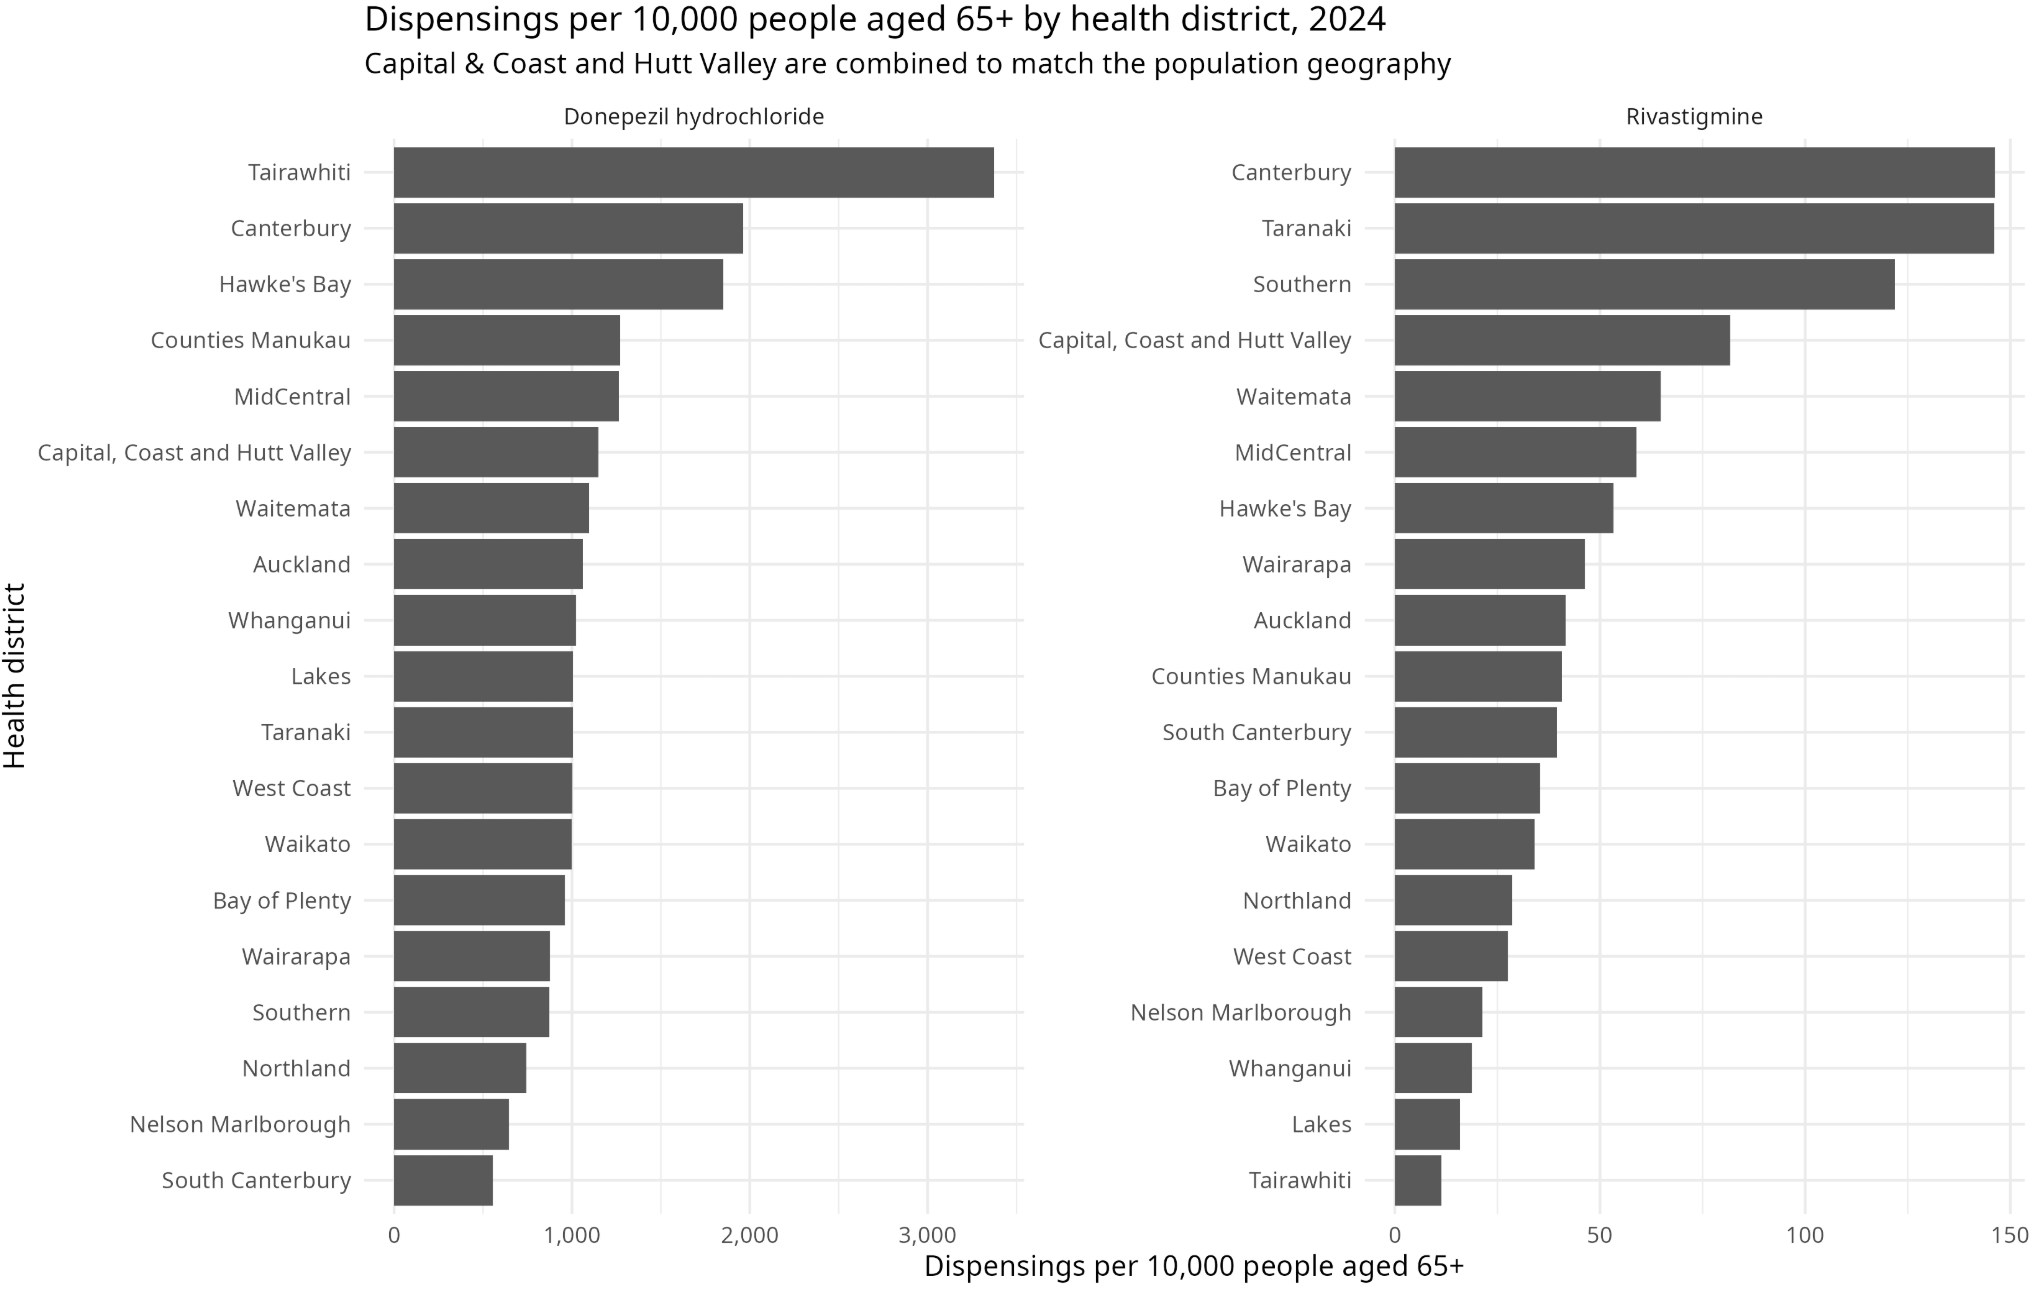 Dispensings per 10,000 people aged 65+ by health district, 2024
Capital & Coast and Hutt Valley are combined to match the population geography
Donepezil hydrochloride
Tairawhiti
Canterbury
Hawke's Bay
Counties Manukau
MidCentral
Capital, Coast and Hutt Valley
Waitemata
Auckland
Whanganui
Lakes
Taranaki
West Coast
Waikato
Bay of Plenty
Wairarapa
Southern
Northland
Nelson Marlborough
South Canterbury
0 1,000 2,000 3,000
Rivastigmine
Canterbury
Taranaki
Southern
Capital, Coast and Hutt Valley
Waitemata
MidCentral
Hawke's Bay
Wairarapa
Auckland
Counties Manukau
South Canterbury
Bay of Plenty
Waikato
Northland
West Coast
Nelson Marlborough
Whanganui
Lakes
Tairawhiti
0 50 100 150
Dispensings per 10,000 people aged 65+
Health district